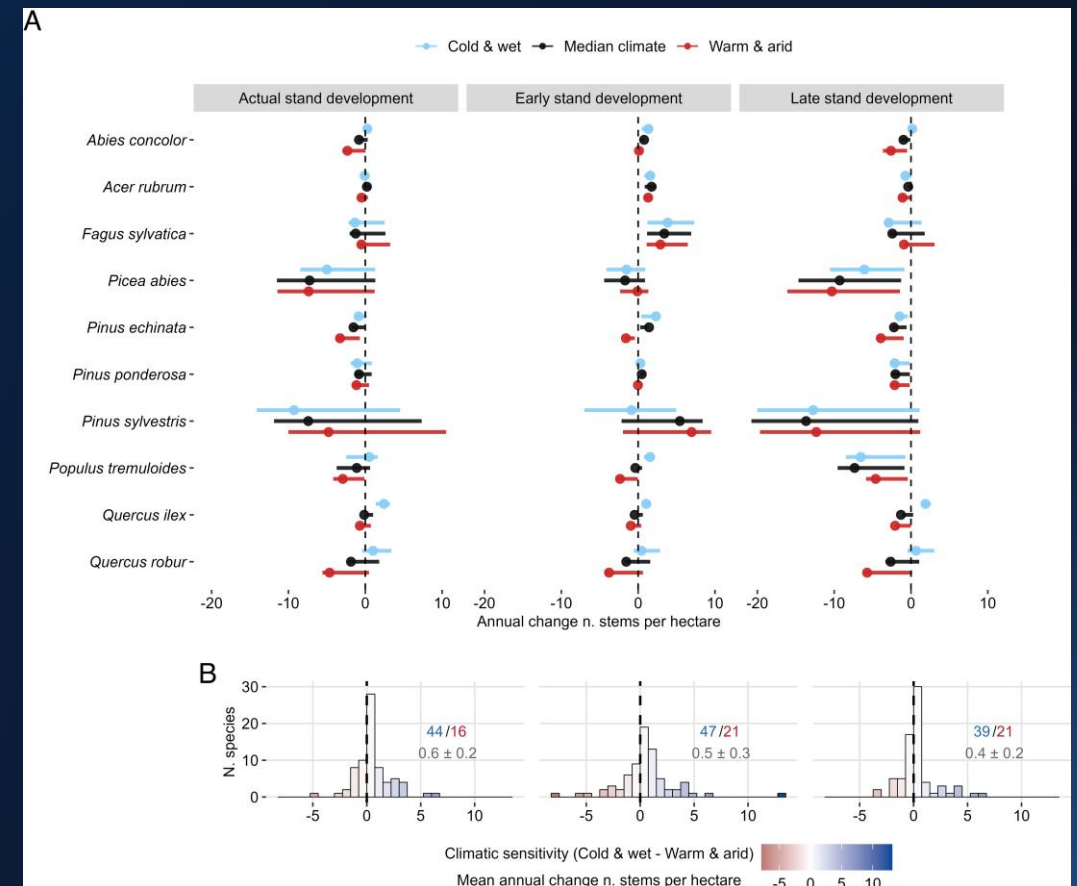 A
Cold & wet Median climate Warm & arid
Actual stand development Early stand development Late stand development
Abies concolor
Acer rubrum
Fagus sylvatica
Picea abies
Pinus echinata
Pinus ponderosa
Pinus sylvestris
Populus tremuloides
Quercus ilex
Quercus robur
-20 -10 0 10 -20 -10 0 10 -20 -10 0 10
Annual change n. stems per hectare
B
N. species
30
20
10
0
44/16 47/21 39/21
0.6 ± 0.2 0.5 ± 0.3 0.4 ± 0.2
-5 0 5 10 -5 0 5 10 -5 0 5 10
Climatic sensitivity (Cold & wet - Warm & arid)
Mean annual change n. stems per hectare
-5 0 5 10